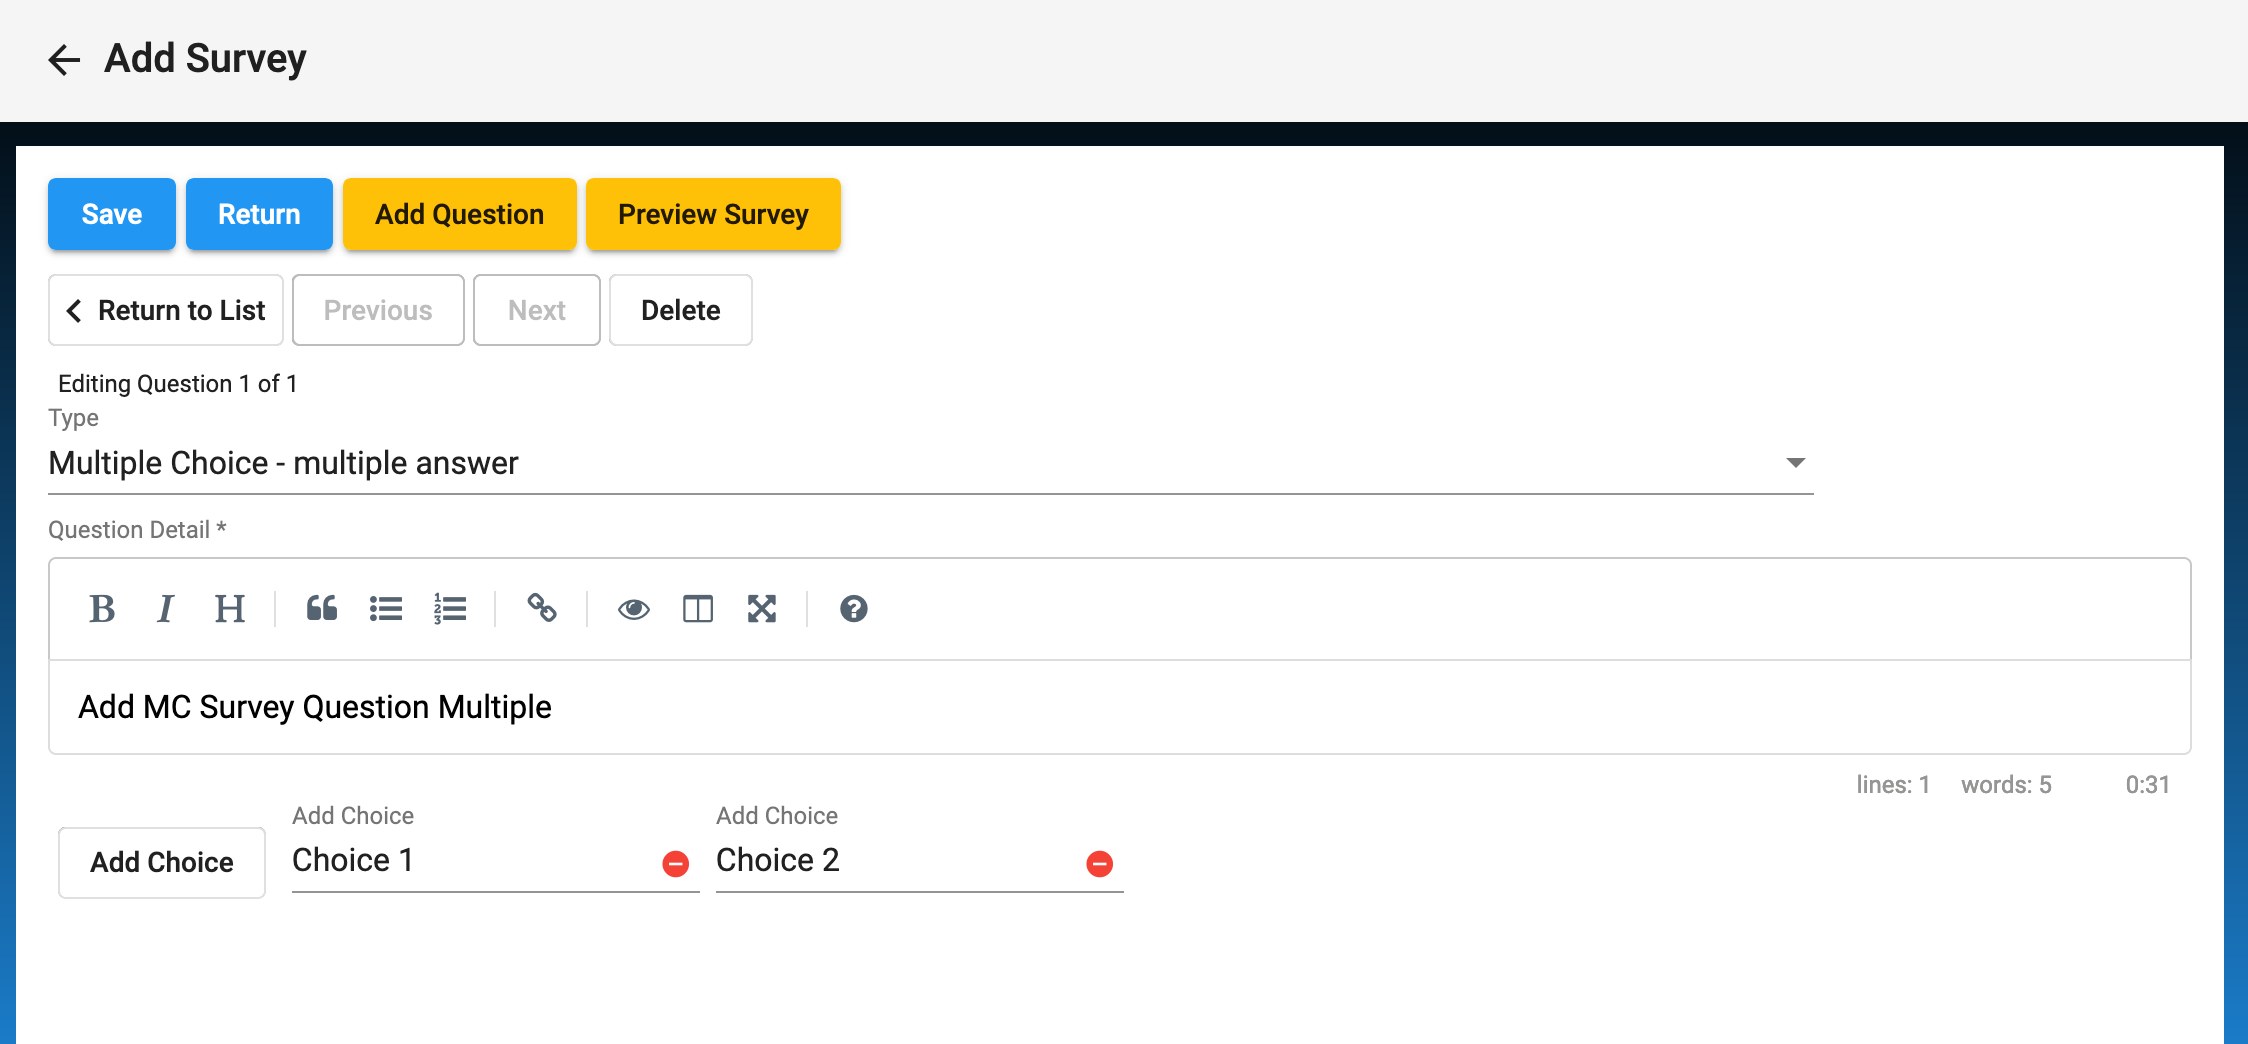 Add Survey
Save Return Add Question Preview Survey
Return to List Previous Next Delete
Editing Question 1 of 1
Type
Multiple Choice - multiple answer
Question Detail *
B I H
Add MC Survey Question Multiple
lines: 1 words: 5 0:31
Add Choice Add Choice
Add Choice Choice 1 Choice 2